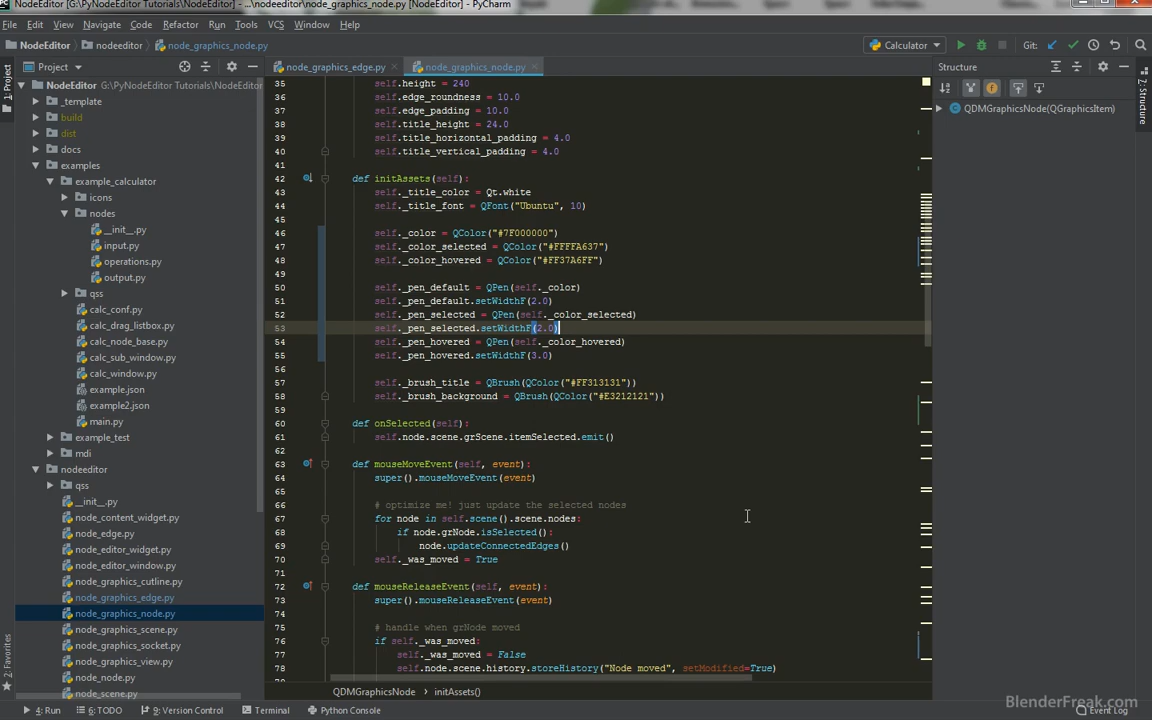 NodeEditor [G:\PyNodeEditor Tutorials\NodeEditor] - ...\nodeeditor\node_graphics_node.py [NodeEditor] - PyCharm
File Edit View Navigate Code Refactor Run Tools VCS Window Help
NodeEditor nodeeditor node_graphics_node.py Calculator Git:
Project node_graphics_edge.py node_graphics_node.py Structure
1: Project
Z: Structure
2: Favorites
NodeEditor G:\PyNodeEditor Tutorials\NodeEditor
_template
build
dist
docs
examples
example_calculator
icons
nodes
__init__.py
input.py
operations.py
output.py
qss
calc_conf.py
calc_drag_listbox.py
calc_node_base.py
calc_sub_window.py
calc_window.py
example.json
example2.json
main.py
example_test
mdi
nodeeditor
qss
__init__.py
node_content_widget.py
node_edge.py
node_editor_widget.py
node_editor_window.py
node_graphics_cutline.py
node_graphics_edge.py
node_graphics_node.py
node_graphics_scene.py
node_graphics_socket.py
node_graphics_view.py
node_node.py
node_scene.py
35 self.height = 240
36 self.edge_roundness = 10.0
37 self.edge_padding = 10.0
38 self.title_height = 24.0
39 self.title_horizontal_padding = 4.0
40 self.title_vertical_padding = 4.0
41
42 def initAssets(self):
43 self._title_color = Qt.white
44 self._title_font = QFont("Ubuntu", 10)
45
46 self._color = QColor("#7F000000")
47 self._color_selected = QColor("#FFFFA637")
48 self._color_hovered = QColor("#FF37A6FF")
49
50 self._pen_default = QPen(self._color)
51 self._pen_default.setWidthF(2.0)
52 self._pen_selected = QPen(self._color_selected)
53 self._pen_selected.setWidthF(2.0)
54 self._pen_hovered = QPen(self._color_hovered)
55 self._pen_hovered.setWidthF(3.0)
56
57 self._brush_title = QBrush(QColor("#FF313131"))
58 self._brush_background = QBrush(QColor("#E3212121"))
59
60 def onSelected(self):
61 self.node.scene.grScene.itemSelected.emit()
62
63 def mouseMoveEvent(self, event):
64 super().mouseMoveEvent(event)
65
66 # optimize me! just update the selected nodes
67 for node in self.scene().scene.nodes:
68 if node.grNode.isSelected():
69 node.updateConnectedEdges()
70 self._was_moved = True
71
72 def mouseReleaseEvent(self, event):
73 super().mouseReleaseEvent(event)
74
75 # handle when grNode moved
76 if self._was_moved:
77 self._was_moved = False
78 self.node.scene.history.storeHistory("Node moved", setModified=True)
QDMGraphicsNode(QGraphicsItem)
QDMGraphicsNode initAssets()
BlenderFreak.com
4: Run 6: TODO 9: Version Control Terminal Python Console Event Log